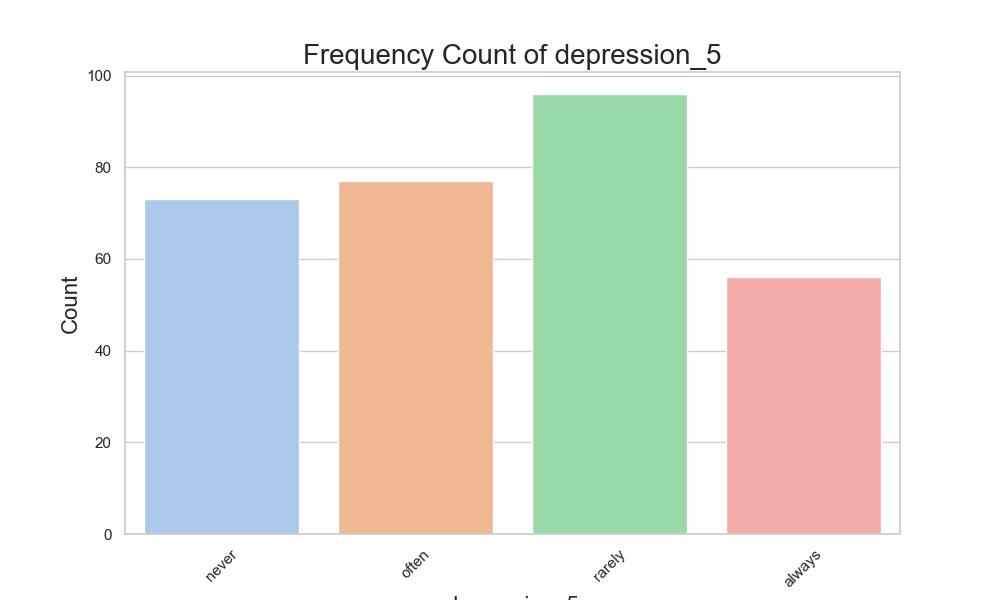 Frequency Count of depression_5
100
80
60
40
20
0
Count
never
often
rarely
always